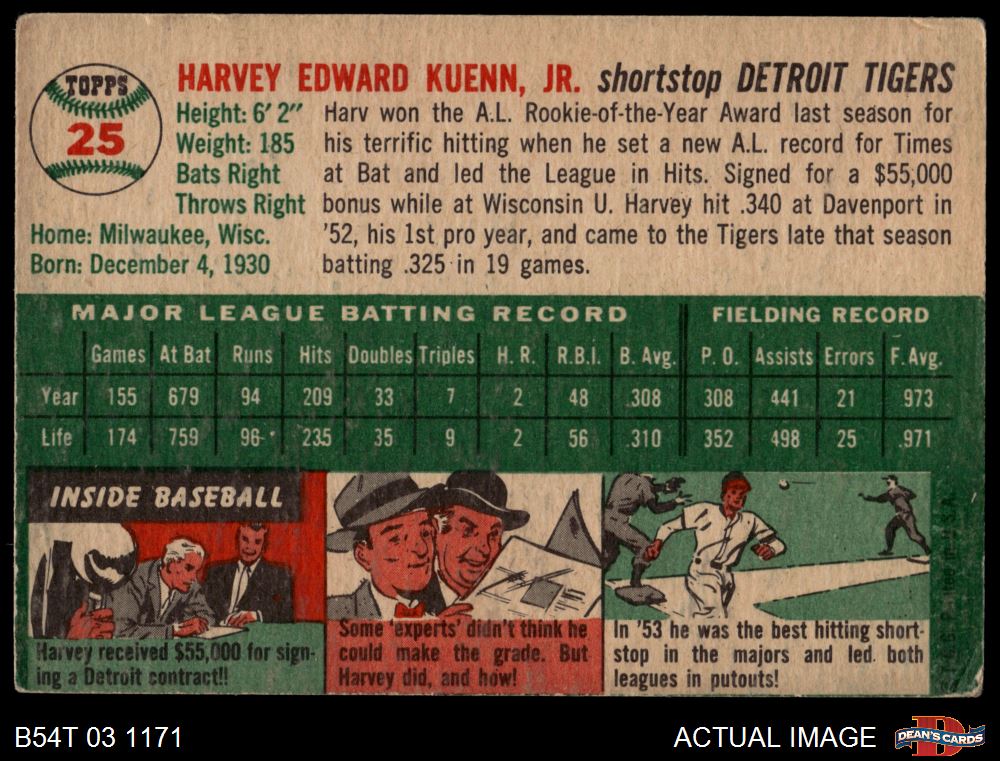 TOPPS
25
HARVEY EDWARD KUENN, JR. shortstop DETROIT TIGERS
Height: 6' 2"
Weight: 185
Bats Right
Throws Right
Home: Milwaukee, Wisc.
Born: December 4, 1930
Harv won the A.L. Rookie-of-the-Year Award last season for
his terrific hitting when he set a new A.L. record for Times
at Bat and led the League in Hits. Signed for a $55,000
bonus while at Wisconsin U. Harvey hit .340 at Davenport in
'52, his 1st pro year, and came to the Tigers late that season
batting .325 in 19 games.
MAJOR LEAGUE BATTING RECORD FIELDING RECORD
Games At Bat Runs Hits Doubles Triples H. R. R.B.I. B. Avg. P. O. Assists Errors F. Avg.
Year 155 679 94 209 33 7 2 48 .308 308 441 21 .973
Life 174 759 96 235 35 9 2 56 .310 352 498 25 .971
INSIDE BASEBALL
Harvey received $55,000 for sign-
ing a Detroit contract!!
Some 'experts' didn't think he
could make the grade. But
Harvey did, and how!
In '53 he was the best hitting short-
stop in the majors and led both
leagues in putouts!
B54T 03 1171
ACTUAL IMAGE
DEAN'S CARDS